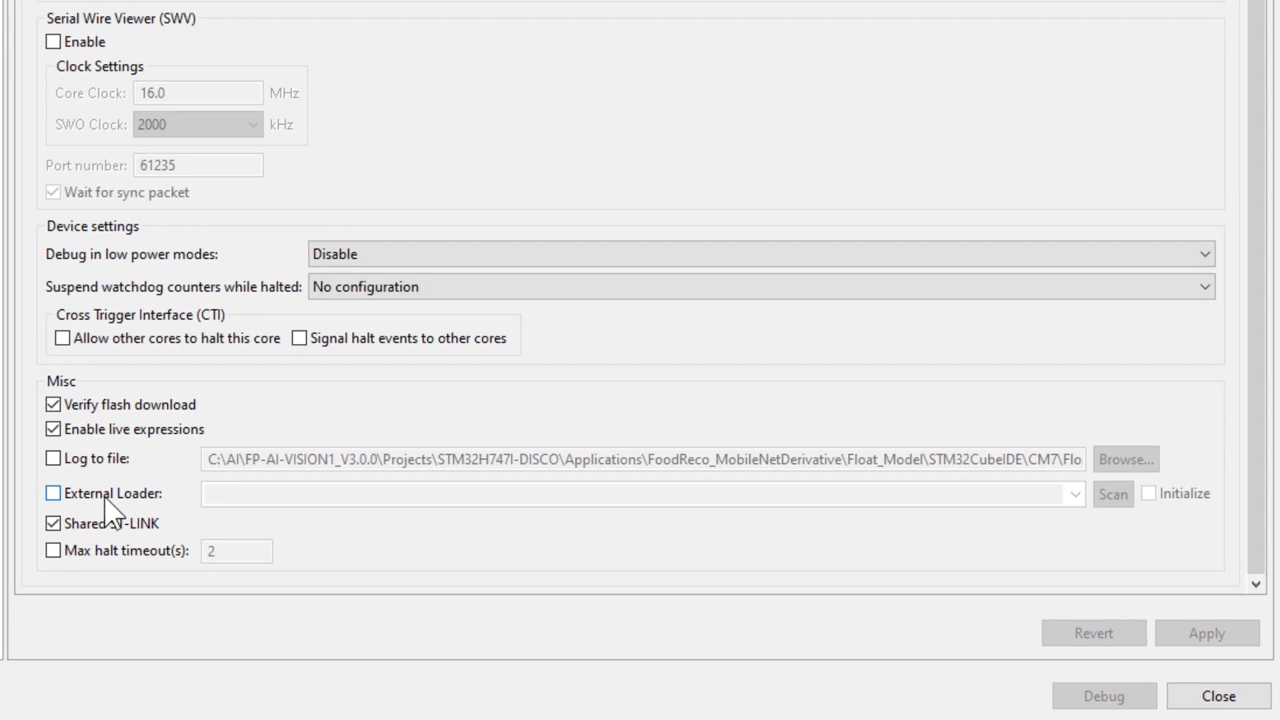 Serial Wire Viewer (SWV)
Enable
Clock Settings
Core Clock: 16.0 MHz
SWO Clock: 2000 kHz
Port number: 61235
Wait for sync packet
Device settings
Debug in low power modes: Disable
Suspend watchdog counters while halted: No configuration
Cross Trigger Interface (CTI)
Allow other cores to halt this core Signal halt events to other cores
Misc
Verify flash download
Enable live expressions
Log to file: C:\AI\FP-AI-VISION1_V3.0.0\Projects\STM32H747I-DISCO\Applications\FoodReco_MobileNetDerivative\Float_Model\STM32CubeIDE\CM7\Flo Browse...
External Loader: Scan Initialize
Shared ST-LINK
Max halt timeout(s): 2
Revert Apply
Debug Close